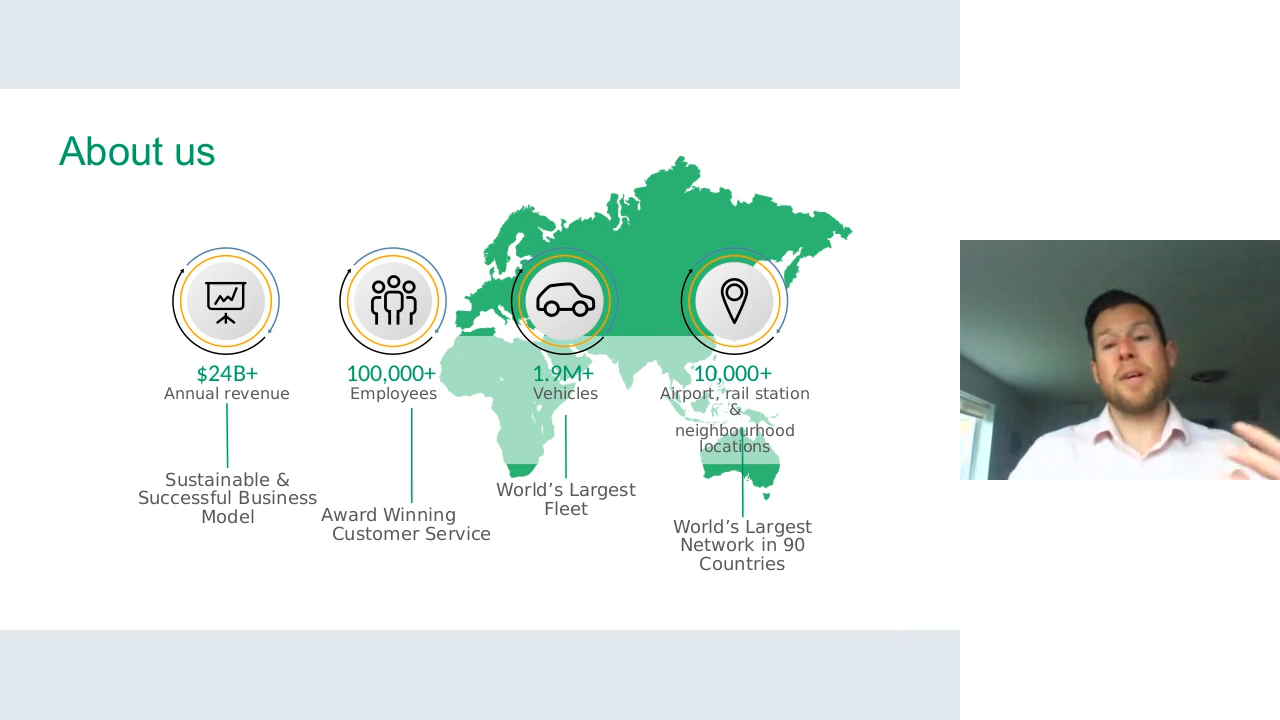 About us
$24B+
Annual revenue
Sustainable &
Successful Business
Model
100,000+
Employees
Award Winning
Customer Service
1.9M+
Vehicles
World’s Largest
Fleet
10,000+
Airport, rail station
&
neighbourhood
locations
World’s Largest
Network in 90
Countries